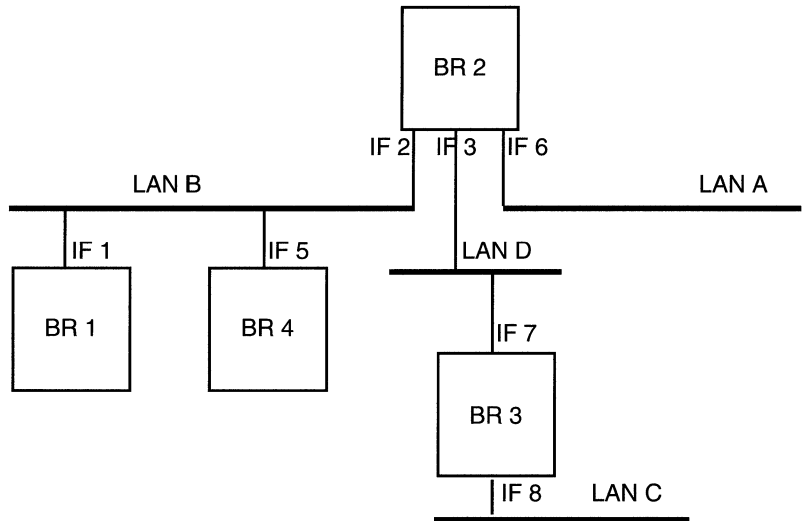 BR 2
IF 2 IF 3 IF 6
LAN B LAN A
IF 1 IF 5 LAN D
BR 1 BR 4
IF 7
BR 3
IF 8 LAN C